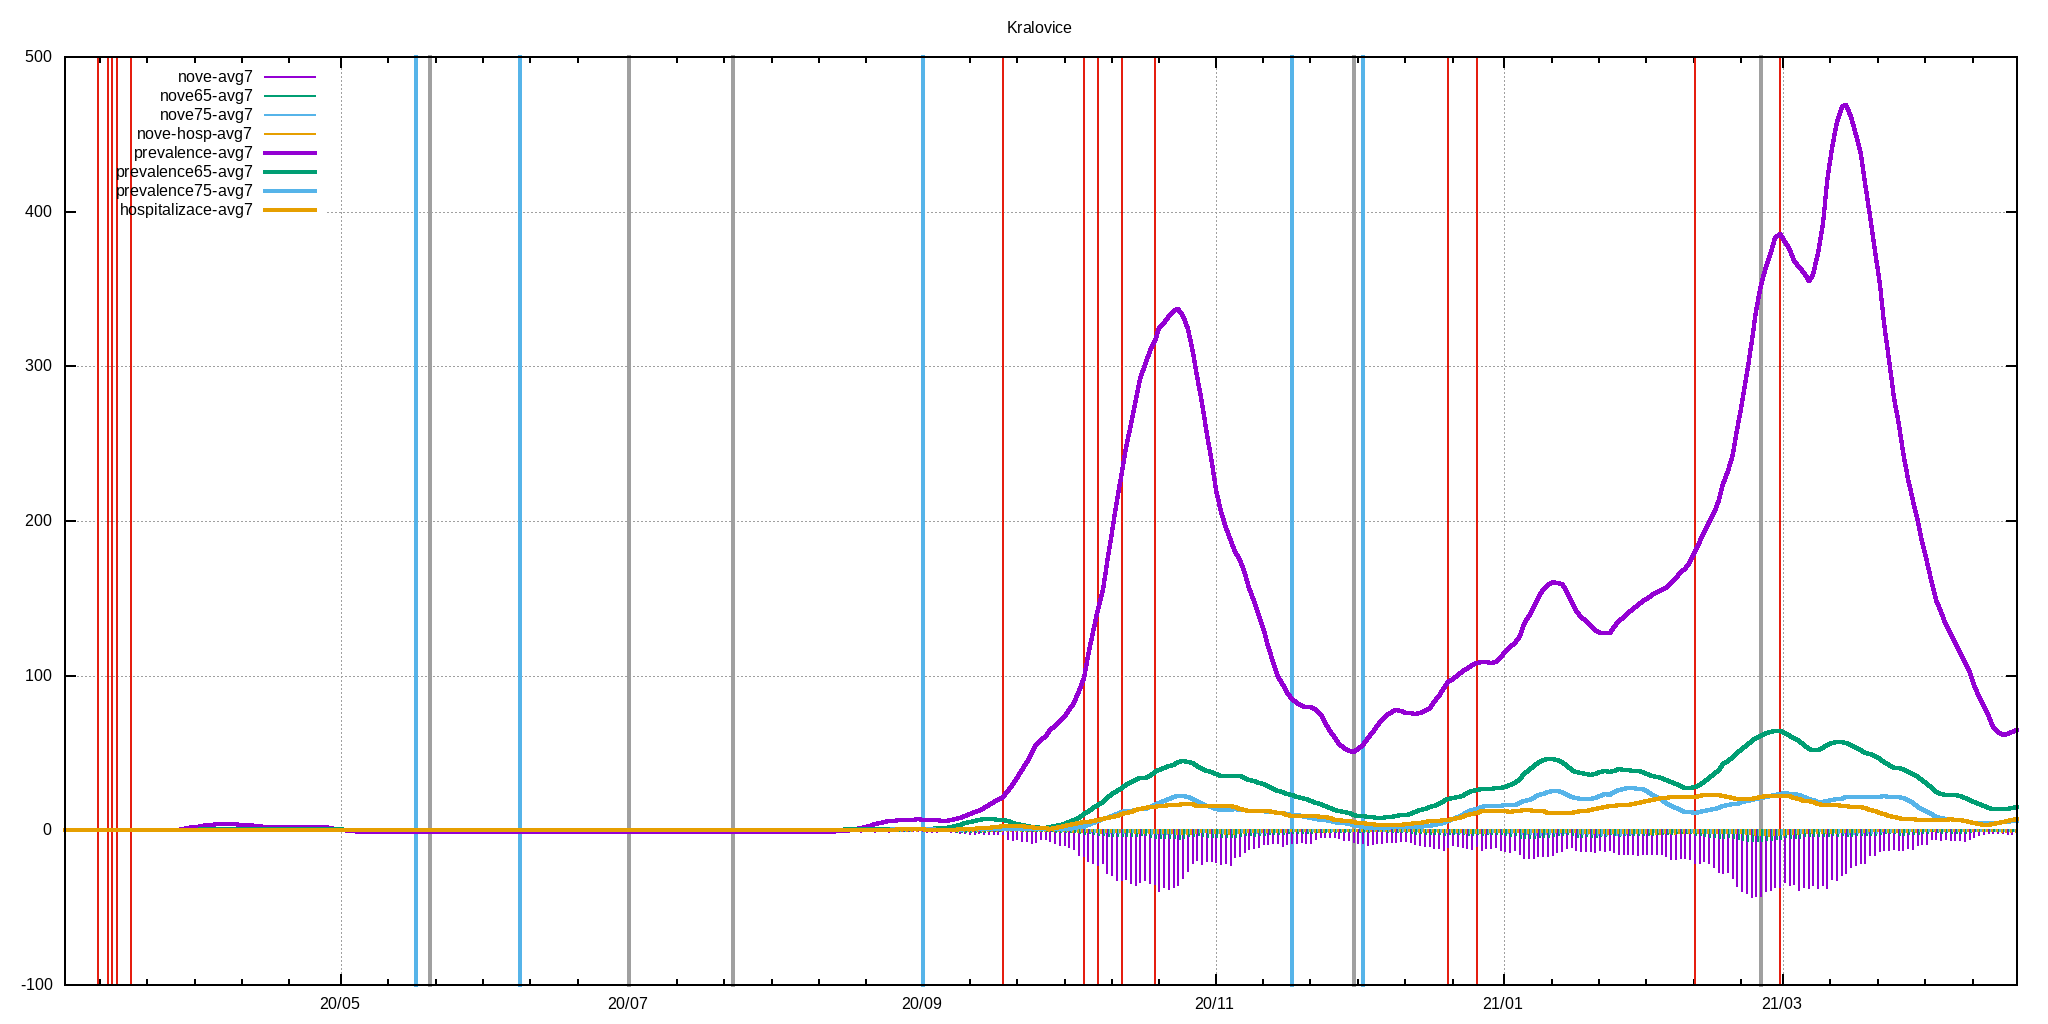 Kralovice
500
nove-avg7
nove65-avg7
nove75-avg7
nove-hosp-avg7
prevalence-avg7
prevalence65-avg7
prevalence75-avg7
hospitalizace-avg7
400
300
200
100
0
-100
20/05 20/07 20/09 20/11 21/01 21/03